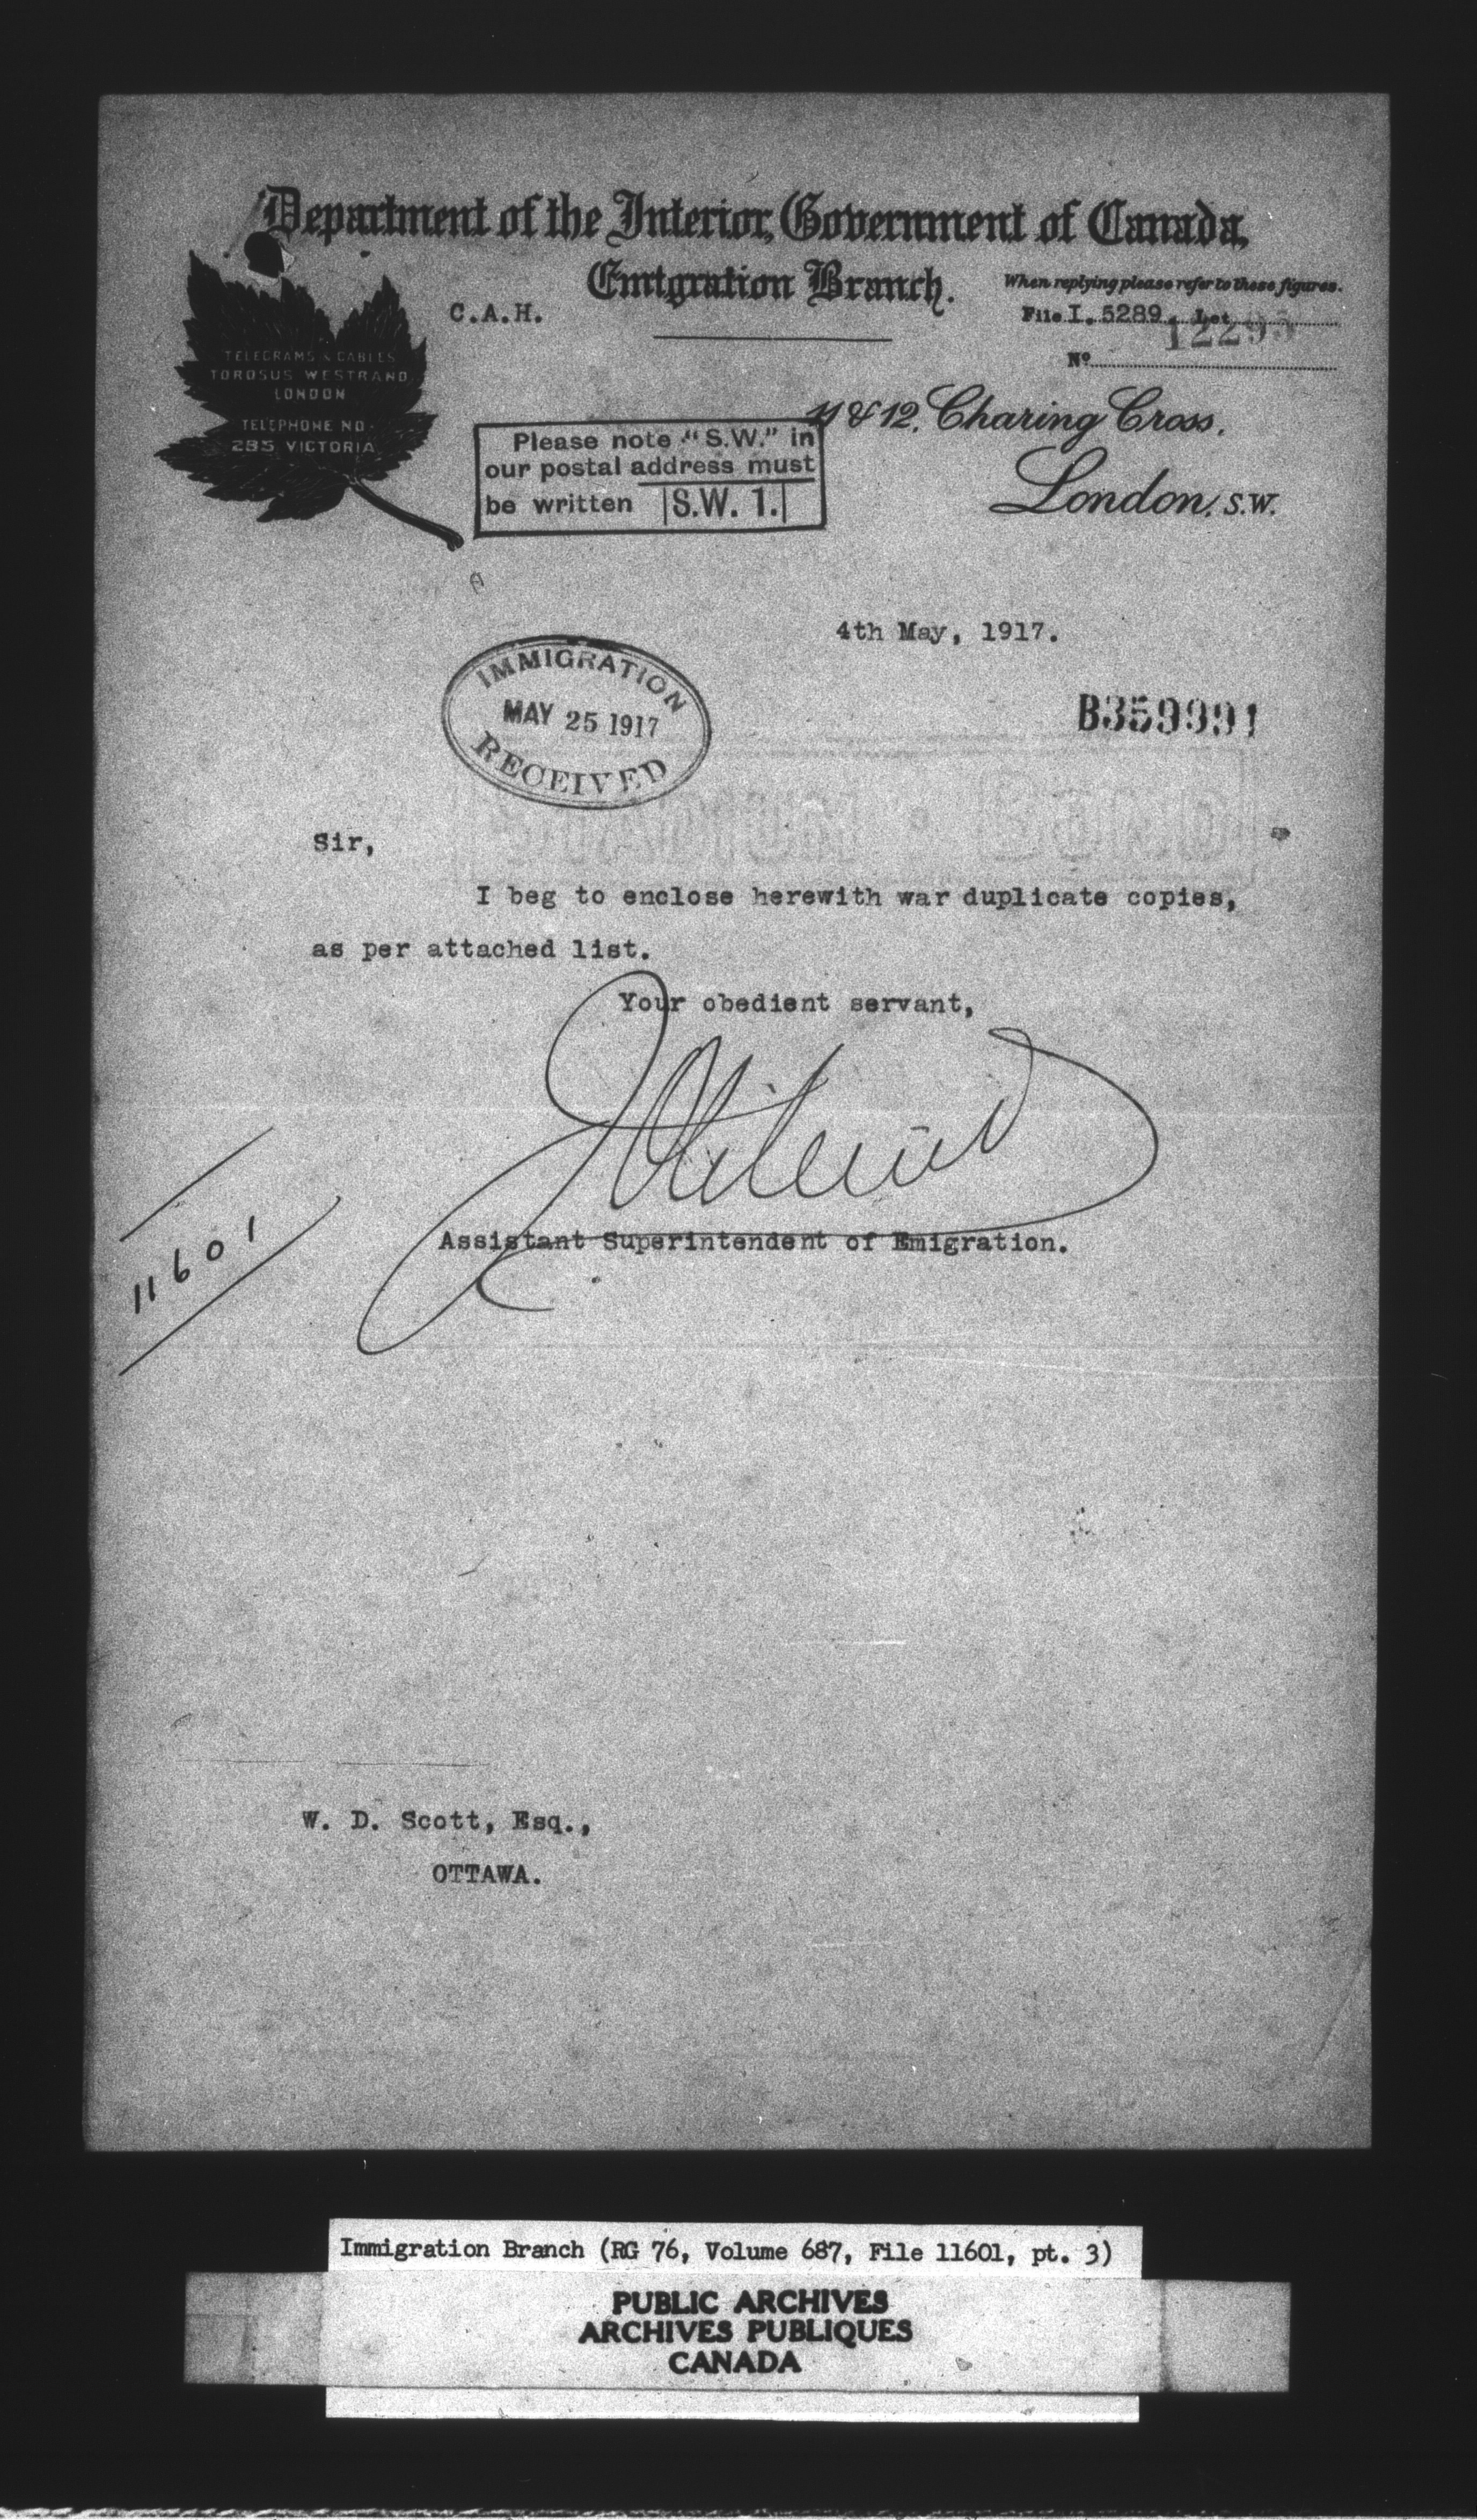 Department of the Interior, Government of Canada,
Emigration Branch.
When replying please refer to these figures.
C.A.H.
File I. 5289. Let
12295
No
TELEGRAMS & CABLES
TOROSUS WESTRAND
LONDON
TELEPHONE NO.
285 VICTORIA
11 & 12, Charing Cross,
London, S.W.
Please note "S.W." in
our postal address must
be written S.W. 1.
4th May, 1917.
IMMIGRATION
MAY 25 1917
RECEIVED
B359991
Sir,
I beg to enclose herewith war duplicate copies,
as per attached list.
Your obedient servant,
Assistant Superintendent of Emigration.
11601
W. D. Scott, Esq.,
OTTAWA.
Immigration Branch (RG 76, Volume 687, File 11601, pt. 3)
PUBLIC ARCHIVES
ARCHIVES PUBLIQUES
CANADA